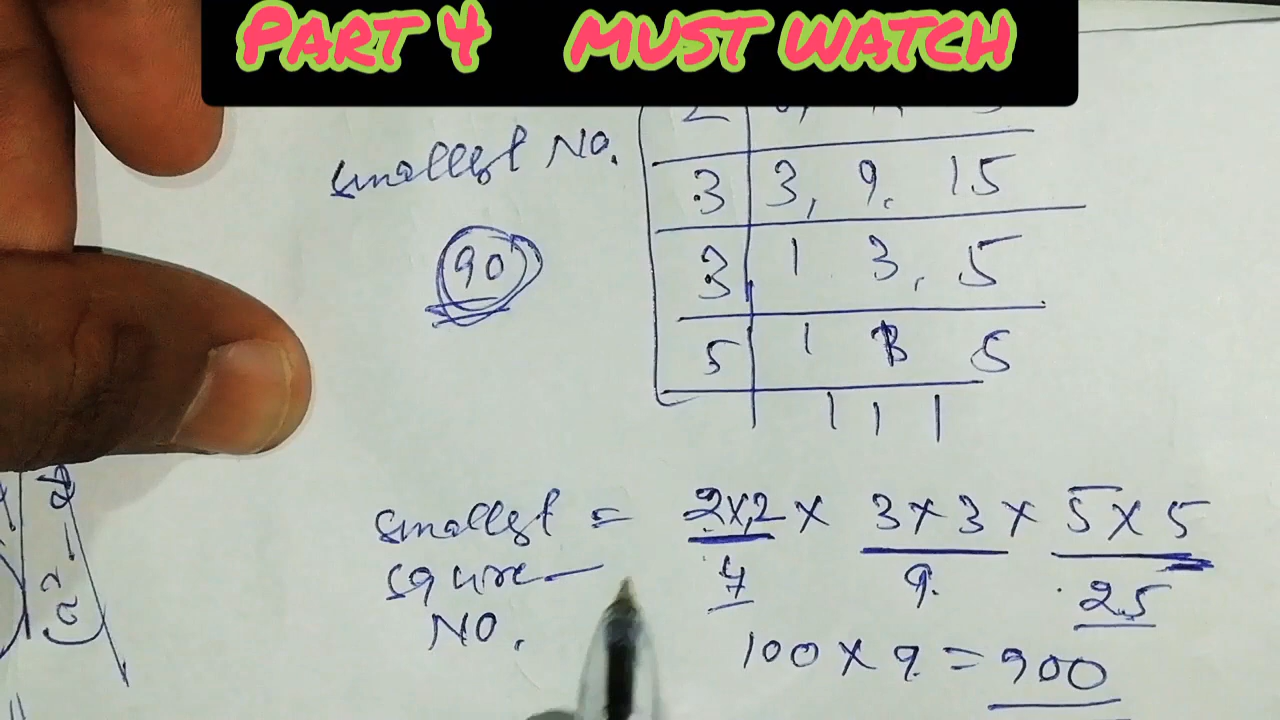 PART 4 MUST WATCH
smallest NO.
3 3, 9. 15
3 1 3, 5
90
5 1 3 5
1 1 1
smallest = 2x2 x 3x3 x 5x5
squre 4 9. 25
NO.
100 x 9 = 900